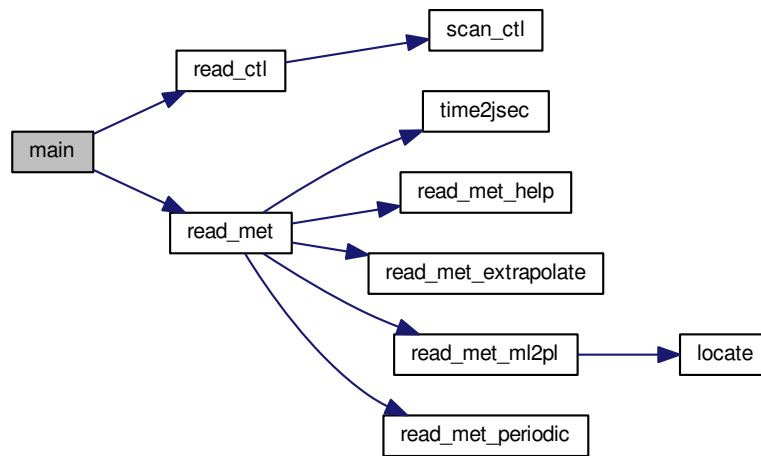 scan_ctl
read_ctl
time2jsec
main
read_met_help
read_met
read_met_extrapolate
read_met_ml2pl
locate
read_met_periodic